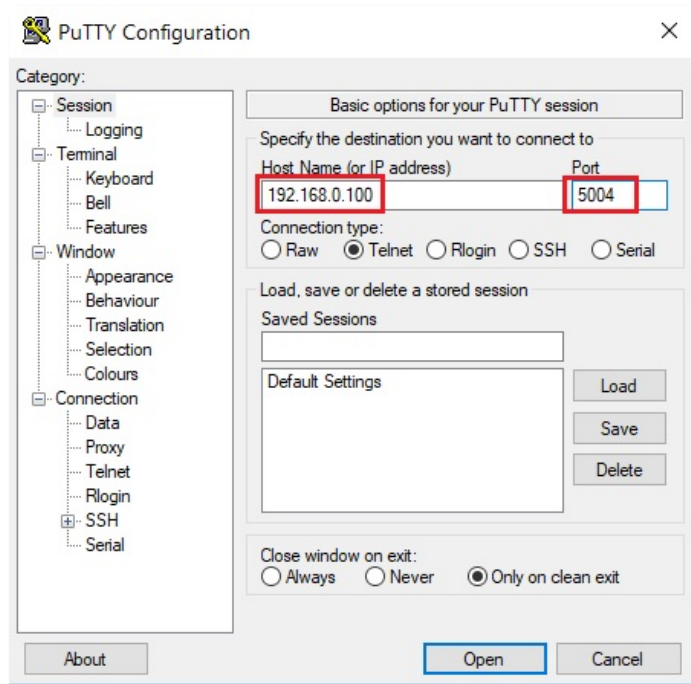 PuTTY Configuration
Category:
Session
Logging
Terminal
Keyboard
Bell
Features
Window
Appearance
Behaviour
Translation
Selection
Colours
Connection
Data
Proxy
Telnet
Rlogin
SSH
Serial
Basic options for your PuTTY session
Specify the destination you want to connect to
Host Name (or IP address) Port
192.168.0.100 5004
Connection type:
Raw Telnet Rlogin SSH Serial
Load, save or delete a stored session
Saved Sessions
Default Settings
Load
Save
Delete
Close window on exit:
Always Never Only on clean exit
About Open Cancel